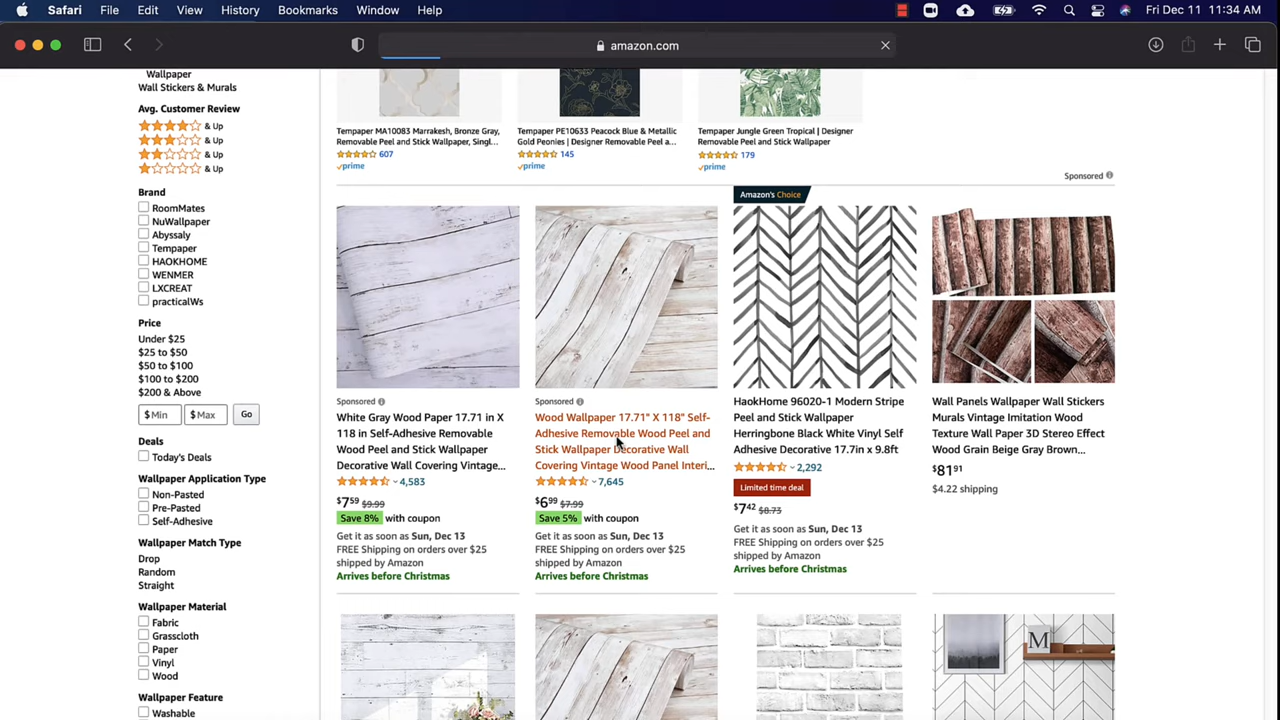 Safari File Edit View History Bookmarks Window Help Fri Dec 11 11:34 AM
amazon.com
Wallpaper
Wall Stickers & Murals
Avg. Customer Review
& Up
& Up
& Up
& Up
Brand
RoomMates
NuWallpaper
Abyssaly
Tempaper
HAOKHOME
WENMER
LXCREAT
practicalWs
Price
Under $25
$25 to $50
$50 to $100
$100 to $200
$200 & Above
$ Min $ Max Go
Deals
Today's Deals
Wallpaper Application Type
Non-Pasted
Pre-Pasted
Self-Adhesive
Wallpaper Match Type
Drop
Random
Straight
Wallpaper Material
Fabric
Grasscloth
Paper
Vinyl
Wood
Wallpaper Feature
Washable
Tempaper MA10083 Marrakesh, Bronze Gray,
Removable Peel and Stick Wallpaper, Singl...
607
prime
Tempaper PE10633 Peacock Blue & Metallic
Gold Peonies | Designer Removable Peel a...
145
prime
Tempaper Jungle Green Tropical | Designer
Removable Peel and Stick Wallpaper
179
prime
Sponsored
Sponsored
White Gray Wood Paper 17.71 in X
118 in Self-Adhesive Removable
Wood Peel and Stick Wallpaper
Decorative Wall Covering Vintage...
4,583
$7 59 $9.99
Save 8% with coupon
Get it as soon as Sun, Dec 13
FREE Shipping on orders over $25
shipped by Amazon
Arrives before Christmas
Sponsored
Wood Wallpaper 17.71" X 118" Self-
Adhesive Removable Wood Peel and
Stick Wallpaper Decorative Wall
Covering Vintage Wood Panel Interi...
7,645
$6 99 $7.99
Save 5% with coupon
Get it as soon as Sun, Dec 13
FREE Shipping on orders over $25
shipped by Amazon
Arrives before Christmas
Amazon's Choice
HaokHome 96020-1 Modern Stripe
Peel and Stick Wallpaper
Herringbone Black White Vinyl Self
Adhesive Decorative 17.7in x 9.8ft
2,292
Limited time deal
$7 42 $8.73
Get it as soon as Sun, Dec 13
FREE Shipping on orders over $25
shipped by Amazon
Arrives before Christmas
Wall Panels Wallpaper Wall Stickers
Murals Vintage Imitation Wood
Texture Wall Paper 3D Stereo Effect
Wood Grain Beige Gray Brown...
$81 91
$4.22 shipping
M